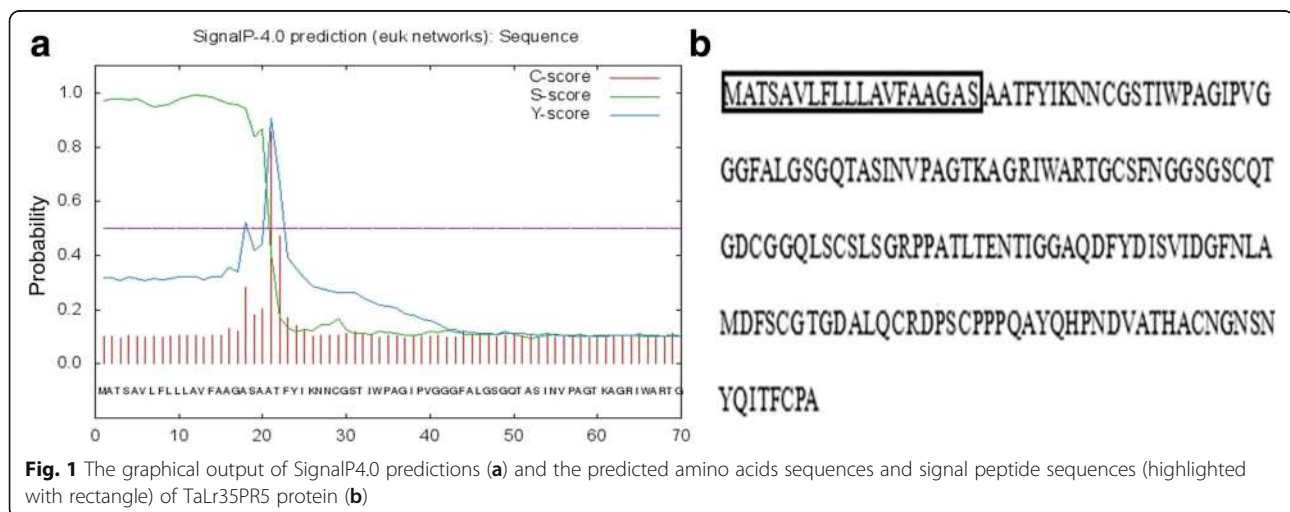 a
SignalP-4.0 prediction (euk networks): Sequence
C-score
S-score
Y-score
Probability
1.0
0.8
0.6
0.4
0.2
0.0
MATSAVLFLLLAVFAAGASAATFYIKNNCGSTIWPAGIPVGGGFALGSGQTASINVPAGTKAGRIWARTG
0 10 20 30 40 50 60 70
b
MATSAVLFLLLAVFAAGASAATFYIKNNCGSTIWPAGIPVG
GGFALGSGQTASINVPAGTKAGRIWARTGCSFNGGSGSCQT
GDCGGQLSCSLSGRPPATLTENTIGGAQDFYDISVIDGFNLA
MDFSCGTGDALQCRDPSCPPPQAYQHPNDVATHACNGNSN
YQITFCPA
Fig. 1 The graphical output of SignalP4.0 predictions (a) and the predicted amino acids sequences and signal peptide sequences (highlighted
with rectangle) of TaLr35PR5 protein (b)